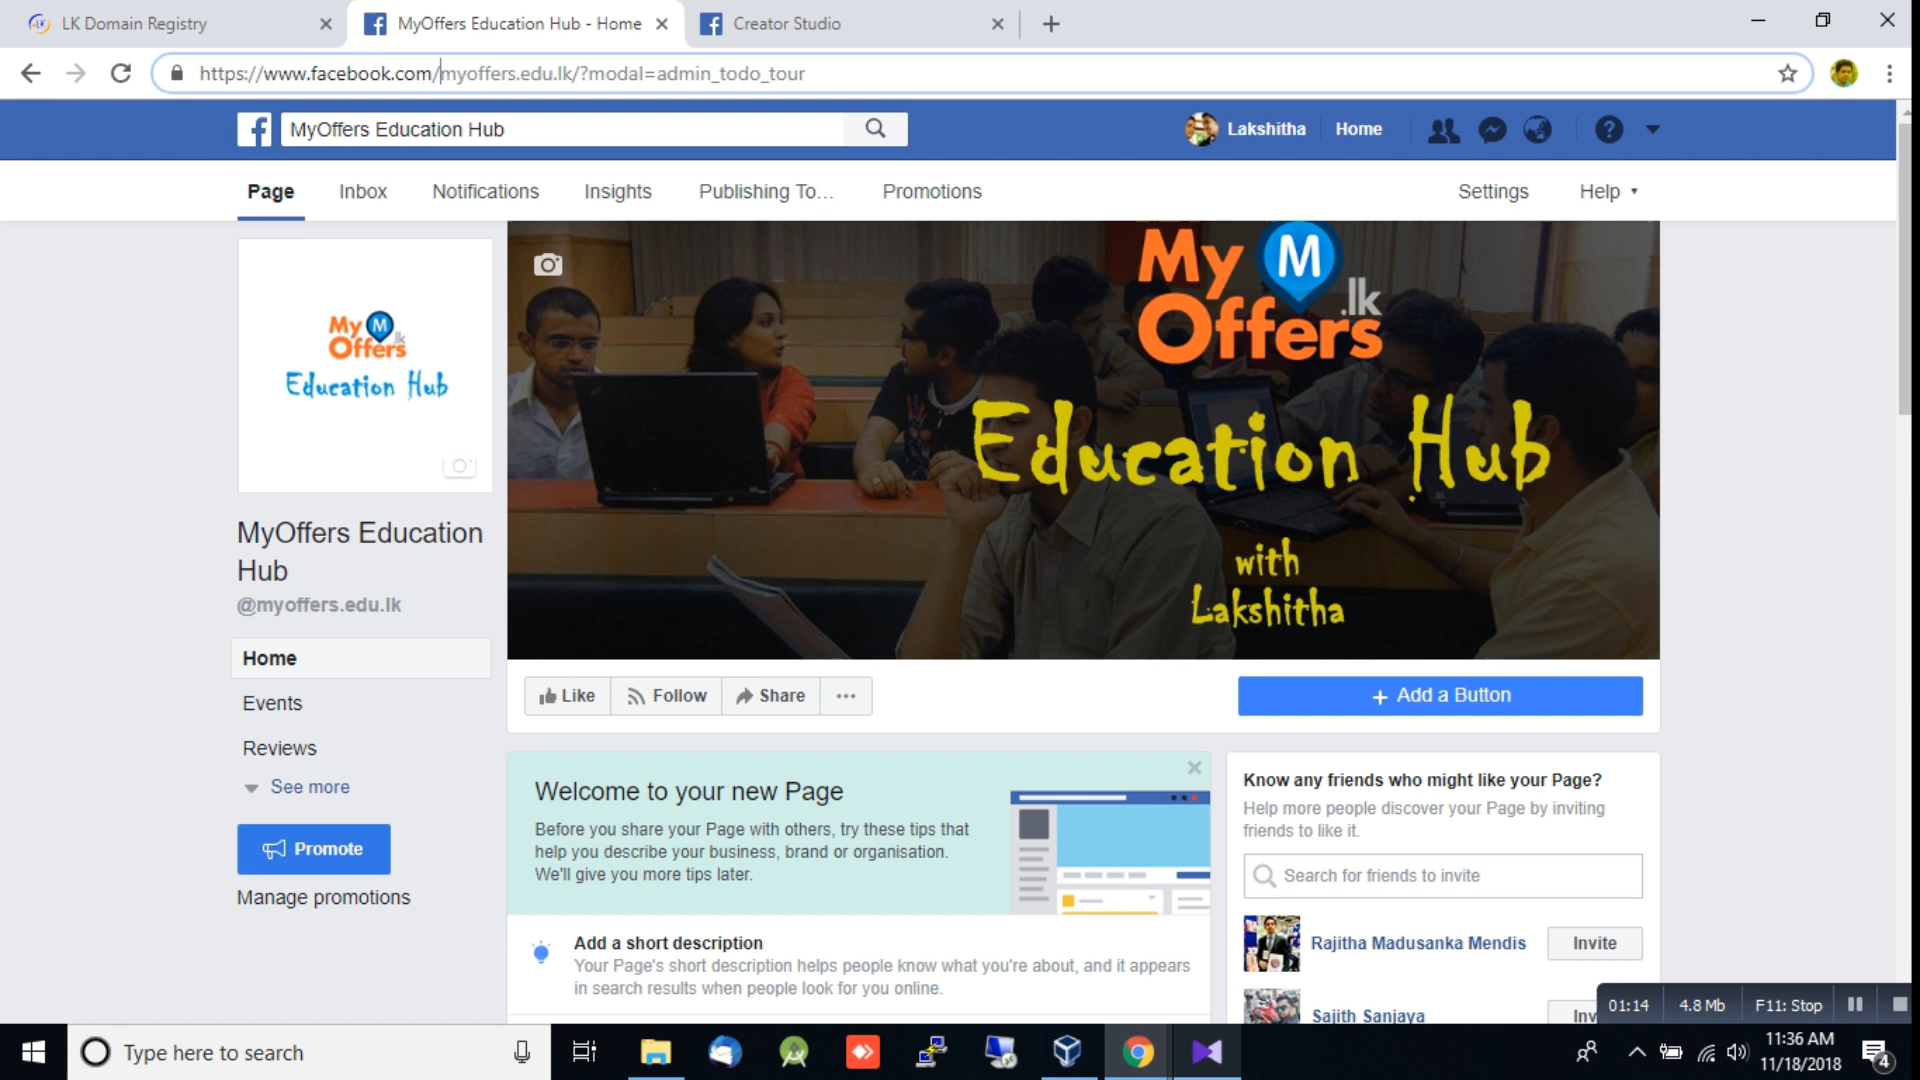 LK Domain Registry
MyOffers Education Hub - Home
Creator Studio
https://www.facebook.com/myoffers.edu.lk/?modal=admin_todo_tour
MyOffers Education Hub
Lakshitha
Home
Page
Inbox
Notifications
Insights
Publishing To...
Promotions
Settings
Help
My M
Offers .lk
Education Hub
My M
Offers .lk
Education Hub
with
Lakshitha
MyOffers Education
Hub
@myoffers.edu.lk
Home
Events
Reviews
See more
Promote
Manage promotions
Like
Follow
Share
+ Add a Button
Welcome to your new Page
Before you share your Page with others, try these tips that
help you describe your business, brand or organisation.
We'll give you more tips later.
Add a short description
Your Page's short description helps people know what you're about, and it appears
in search results when people look for you online.
Know any friends who might like your Page?
Help more people discover your Page by inviting
friends to like it.
Search for friends to invite
Rajitha Madusanka Mendis
Invite
Sajith Sanjaya
Inv
01:14
4.8 Mb
F11: Stop
Type here to search
11:36 AM
11/18/2018
4